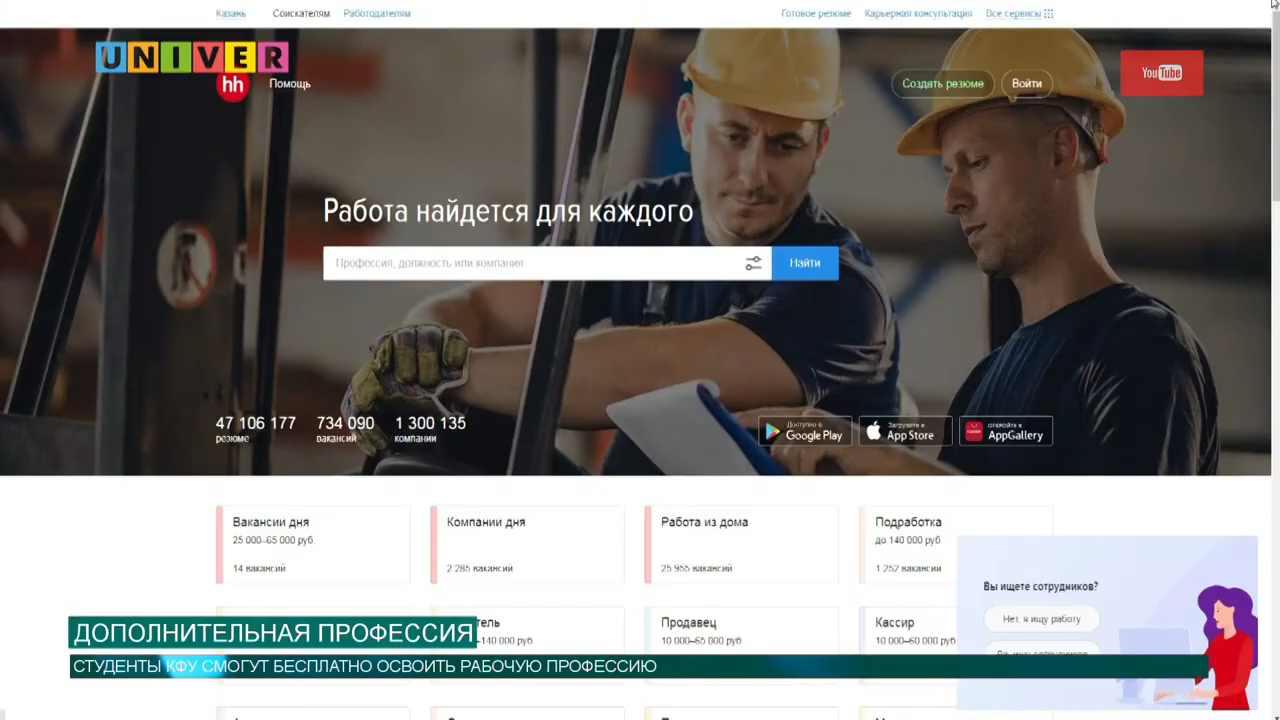 Казань Соискателям Работодателям Готовое резюме Карьерная консультация Все сервисы
UNIVER
hh Помощь Создать резюме Войти
YouTube
Работа найдется для каждого
Профессия, должность или компания Найти
47 106 177 734 090 1 300 135
резюме вакансий компании
Доступно в Google Play
Загрузите в App Store
откройте в AppGallery
Вакансии дня Компании дня Работа из дома Подработка
25 000–65 000 руб. до 140 000 руб.
14 вакансий 2 285 вакансий 25 955 вакансий 1 252 вакансии
Вы ищете сотрудников?
Нет, я ищу работу
Продавец Кассир
10 000–65 000 руб. 10 000–60 000 руб.
ДОПОЛНИТЕЛЬНАЯ ПРОФЕССИЯ
СТУДЕНТЫ КФУ СМОГУТ БЕСПЛАТНО ОСВОИТЬ РАБОЧУЮ ПРОФЕССИЮ